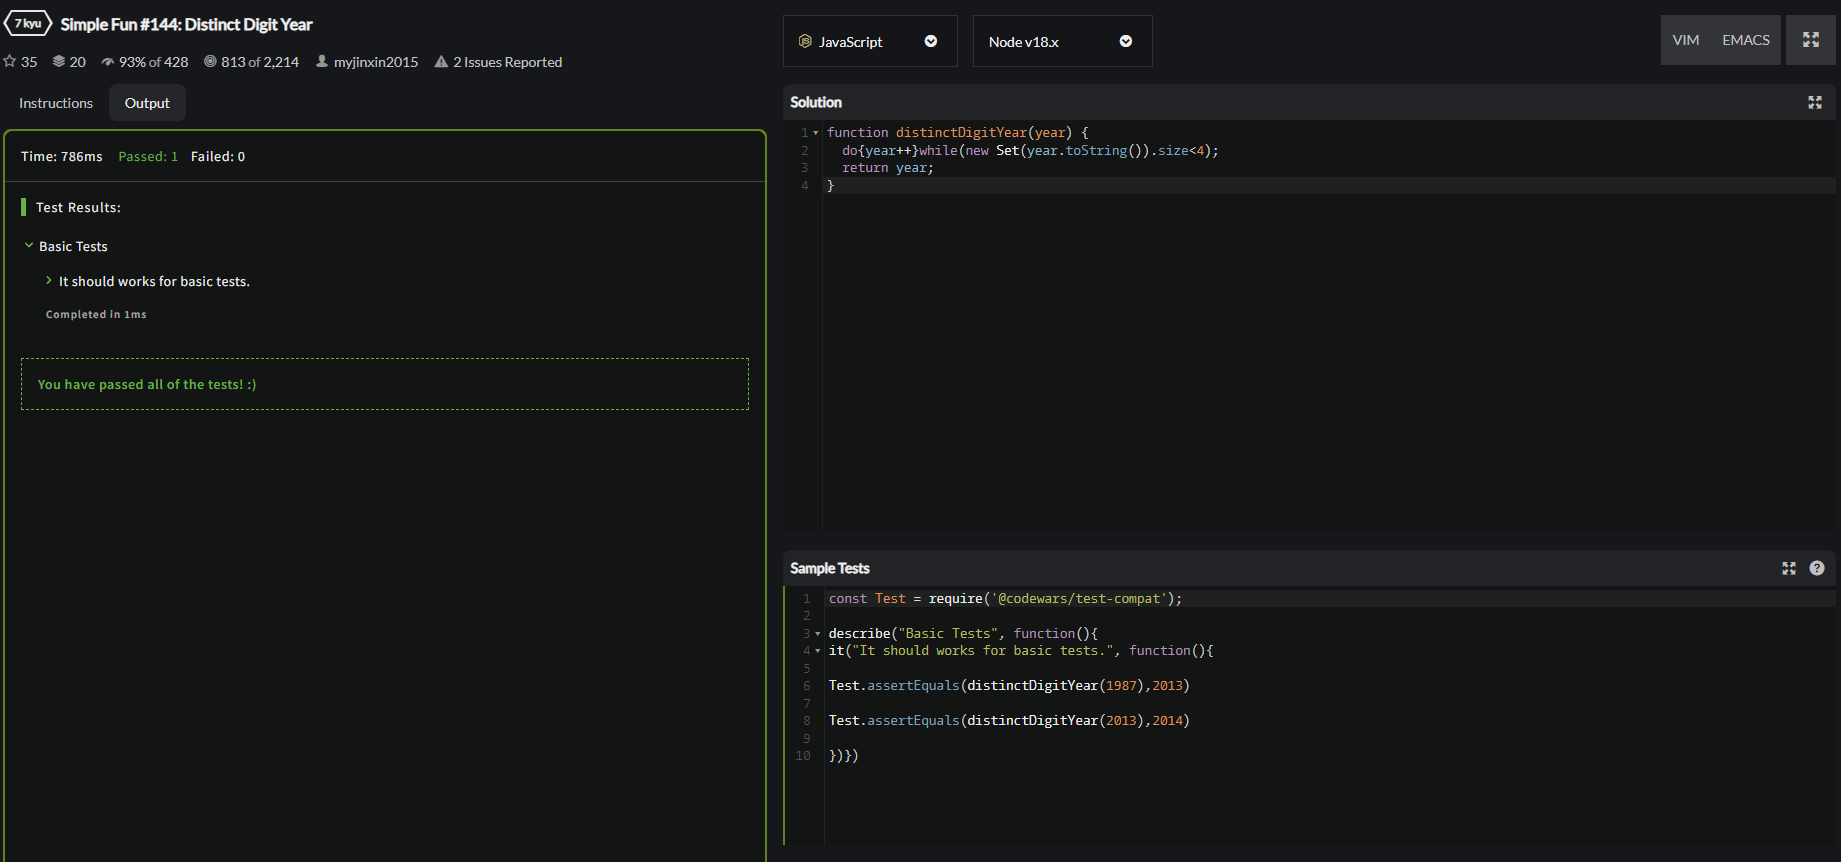 7 kyu Simple Fun #144: Distinct Digit Year
35 20 93% of 428 813 of 2,214 myjinxin2015 2 Issues Reported
Instructions Output
Time: 786ms Passed: 1 Failed: 0
Test Results:
Basic Tests
It should works for basic tests.
Completed in 1ms
You have passed all of the tests! :)
JavaScript Node v18.x VIM EMACS
Solution
1 function distinctDigitYear(year) {
2 do{year++}while(new Set(year.toString()).size<4);
3 return year;
4 }
Sample Tests
1 const Test = require('@codewars/test-compat');
2
3 describe("Basic Tests", function(){
4 it("It should works for basic tests.", function(){
5
6 Test.assertEquals(distinctDigitYear(1987),2013)
7
8 Test.assertEquals(distinctDigitYear(2013),2014)
9
10 })})